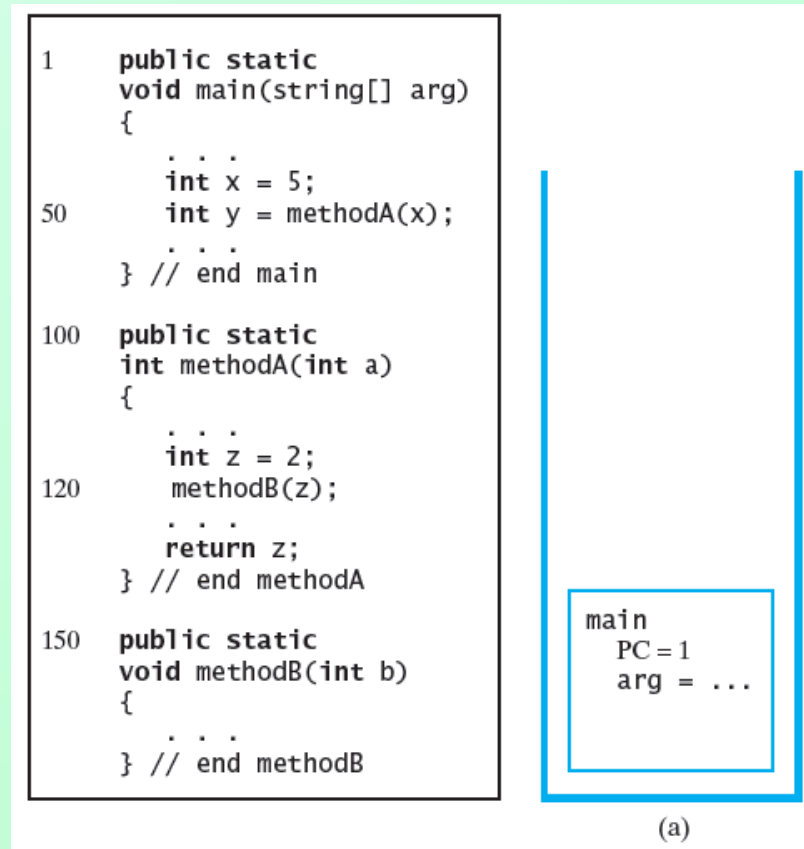 1 public static
void main(string[] arg)
{
. . .
int x = 5;
50 int y = methodA(x);
. . .
} // end main
100 public static
int methodA(int a)
{
. . .
int z = 2;
120 methodB(z);
. . .
return z;
} // end methodA
150 public static
void methodB(int b)
{
. . .
} // end methodB
main
PC = 1
arg = ...
(a)